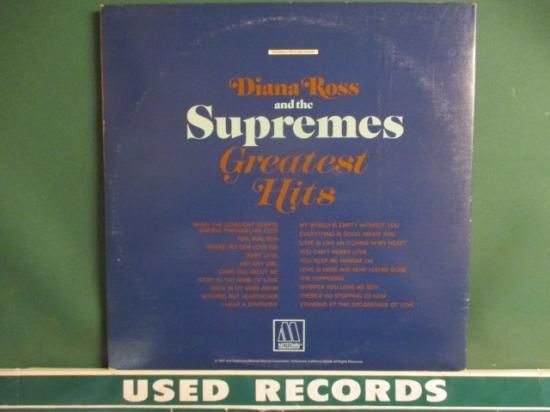 Diana Ross
and the
Supremes
Greatest
Hits
WHEN THE LOVELIGHT STARTS
SHINING THROUGH HIS EYES
RUN, RUN, RUN
WHERE DID OUR LOVE GO
BABY LOVE
ASK ANY GIRL
COME SEE ABOUT ME
STOP! IN THE NAME OF LOVE
BACK IN MY ARMS AGAIN
NOTHING BUT HEARTACHES
I HEAR A SYMPHONY
MY WORLD IS EMPTY WITHOUT YOU
EVERYTHING IS GOOD ABOUT YOU
LOVE IS LIKE AN ITCHING IN MY HEART
YOU CAN'T HURRY LOVE
YOU KEEP ME HANGIN' ON
LOVE IS HERE AND NOW YOU'RE GONE
THE HAPPENING
WHISPER YOU LOVE ME BOY
THERE'S NO STOPPING US NOW
STANDING AT THE CROSSROADS OF LOVE
M
MOTOWN
USED RECORDS